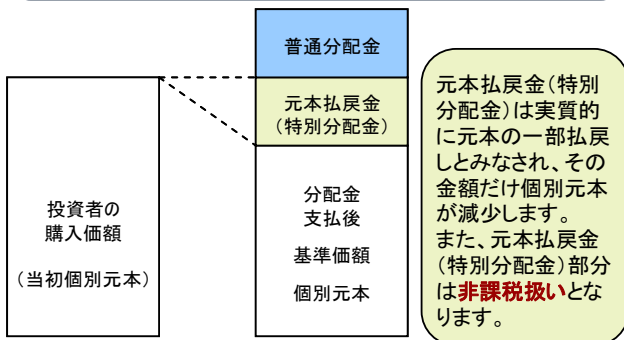 普通分配金
元本払戻金
(特別分配金)
投資者の
購入価額
(当初個別元本)
分配金
支払後
基準価額
個別元本
元本払戻金(特別
分配金)は実質的
に元本の一部払戻
しとみなされ、その
金額だけ個別元本
が減少します。
また、元本払戻金
(特別分配金)部分
は非課税扱いとな
ります。